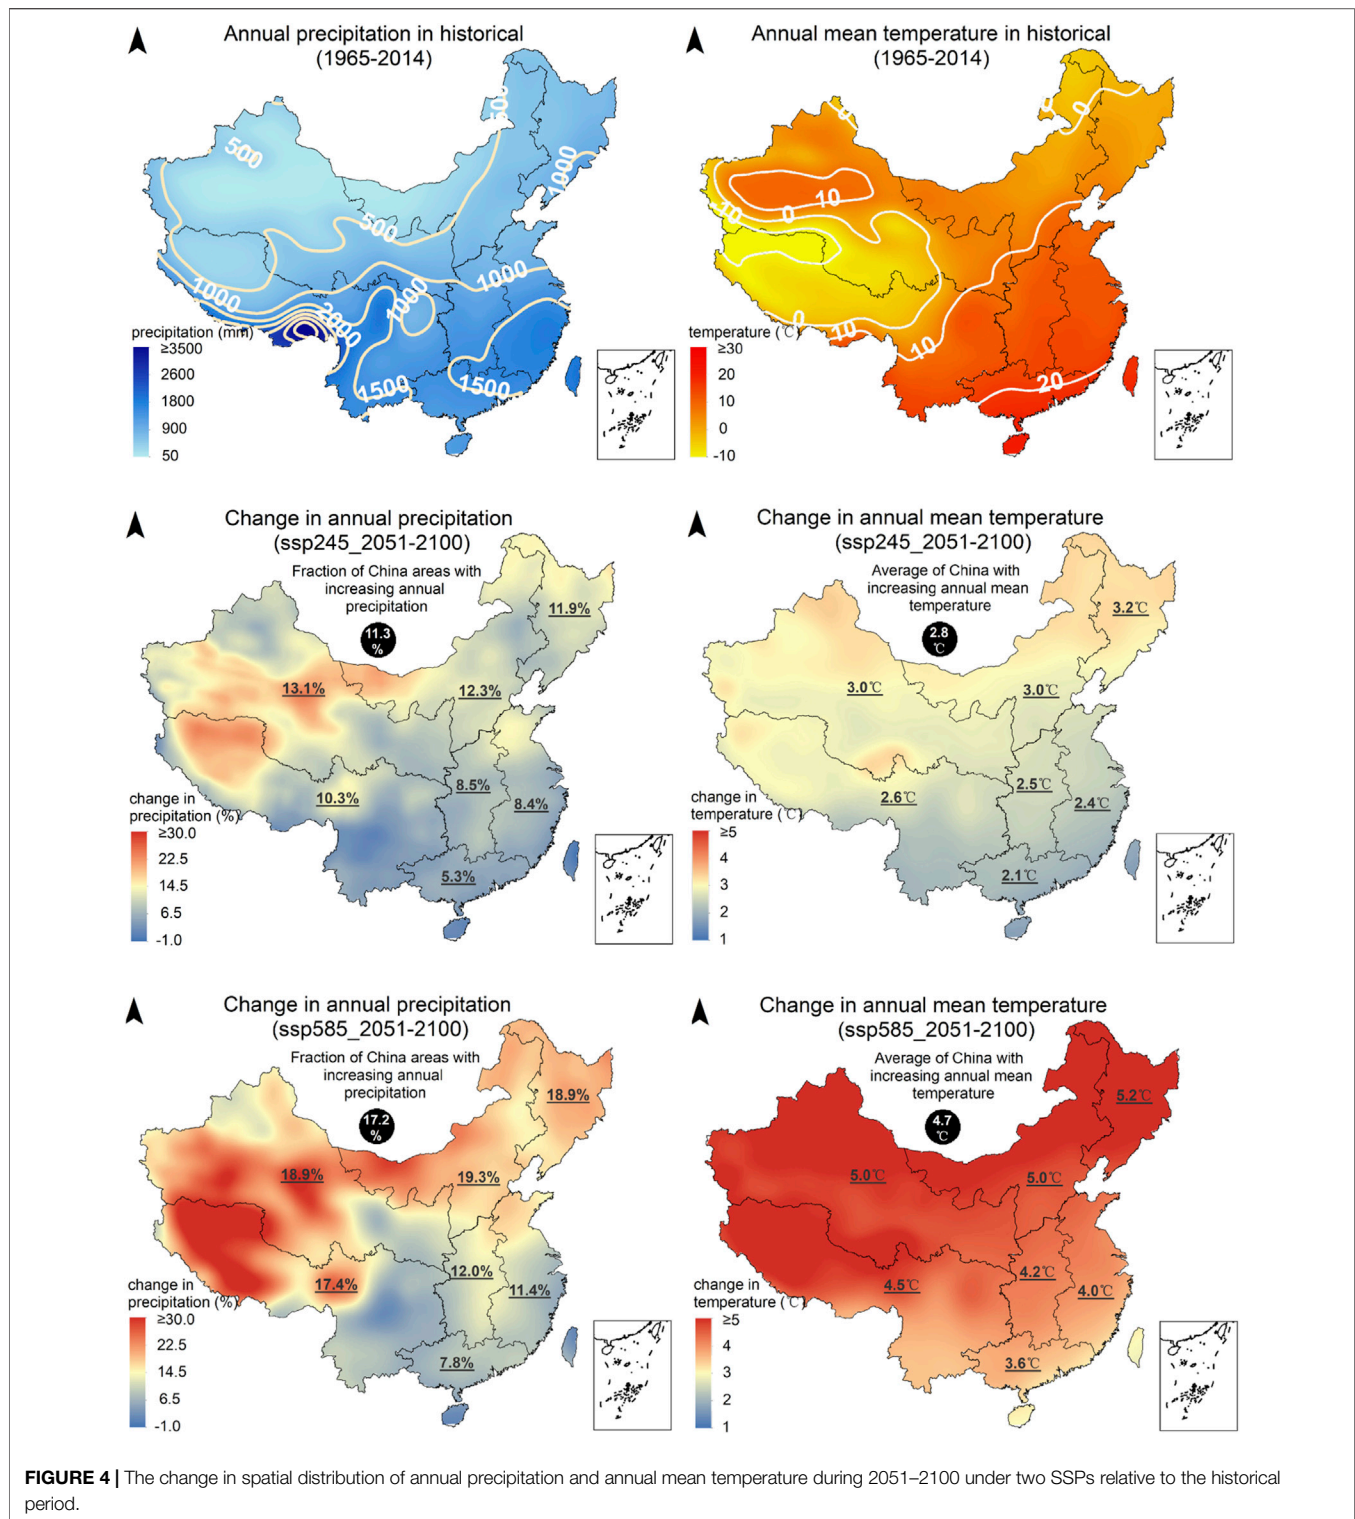 Annual precipitation in historical
(1965-2014)
500
500
1000
500
1000
1000
2000
1000
1500
1500
precipitation (mm)
≥3500
2600
1800
900
50
Annual mean temperature in historical
(1965-2014)
0
0
0
10
-10
0
0
10
10
20
temperature (℃)
≥30
20
10
0
-10
Change in annual precipitation
(ssp245_2051-2100)
Fraction of China areas with
increasing annual
precipitation
11.3
%
11.9%
13.1%
12.3%
10.3%
8.5%
8.4%
5.3%
change in
precipitation (%)
≥30.0
22.5
14.5
6.5
-1.0
Change in annual mean temperature
(ssp245_2051-2100)
Average of China with
increasing annual mean
temperature
2.8
℃
3.2℃
3.0℃
3.0℃
2.6℃
2.5℃
2.4℃
2.1℃
change in
temperature (℃)
≥5
4
3
2
1
Change in annual precipitation
(ssp585_2051-2100)
Fraction of China areas with
increasing annual
precipitation
17.2
%
18.9%
18.9%
19.3%
17.4%
12.0%
11.4%
7.8%
change in
precipitation (%)
≥30.0
22.5
14.5
6.5
-1.0
Change in annual mean temperature
(ssp585_2051-2100)
Average of China with
increasing annual mean
temperature
4.7
℃
5.2℃
5.0℃
5.0℃
4.5℃
4.2℃
4.0℃
3.6℃
change in
temperature (℃)
≥5
4
3
2
1
FIGURE 4 | The change in spatial distribution of annual precipitation and annual mean temperature during 2051–2100 under two SSPs relative to the historical
period.